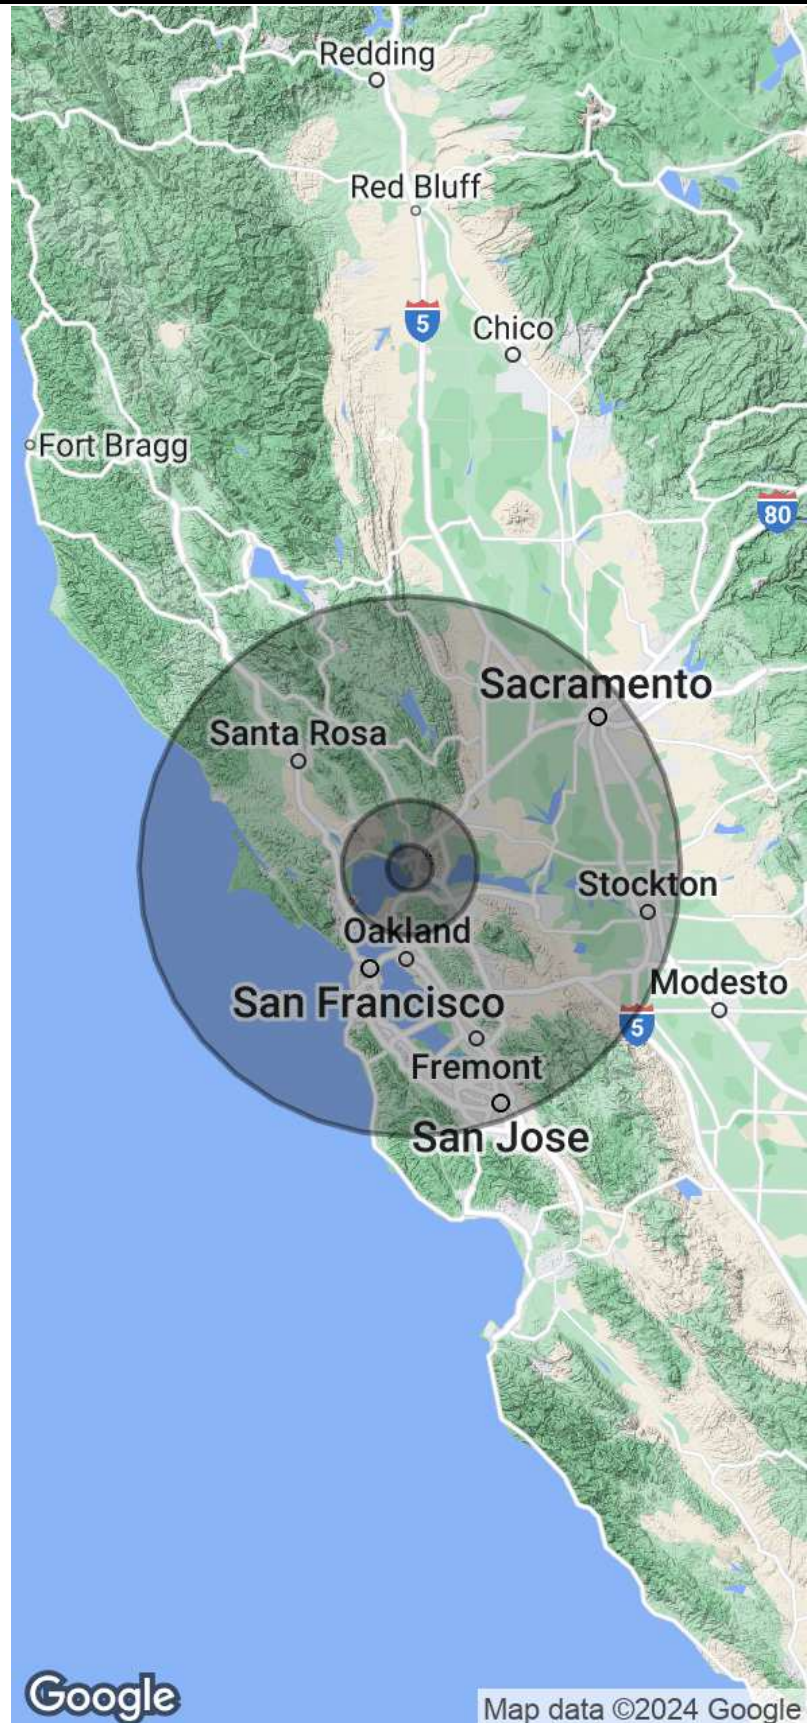 Redding
Red Bluff
5
Chico
Fort Bragg
80
Sacramento
Santa Rosa
Stockton
Oakland
Modesto
San Francisco
5
Fremont
San Jose
Google
Map data ©2024 Google